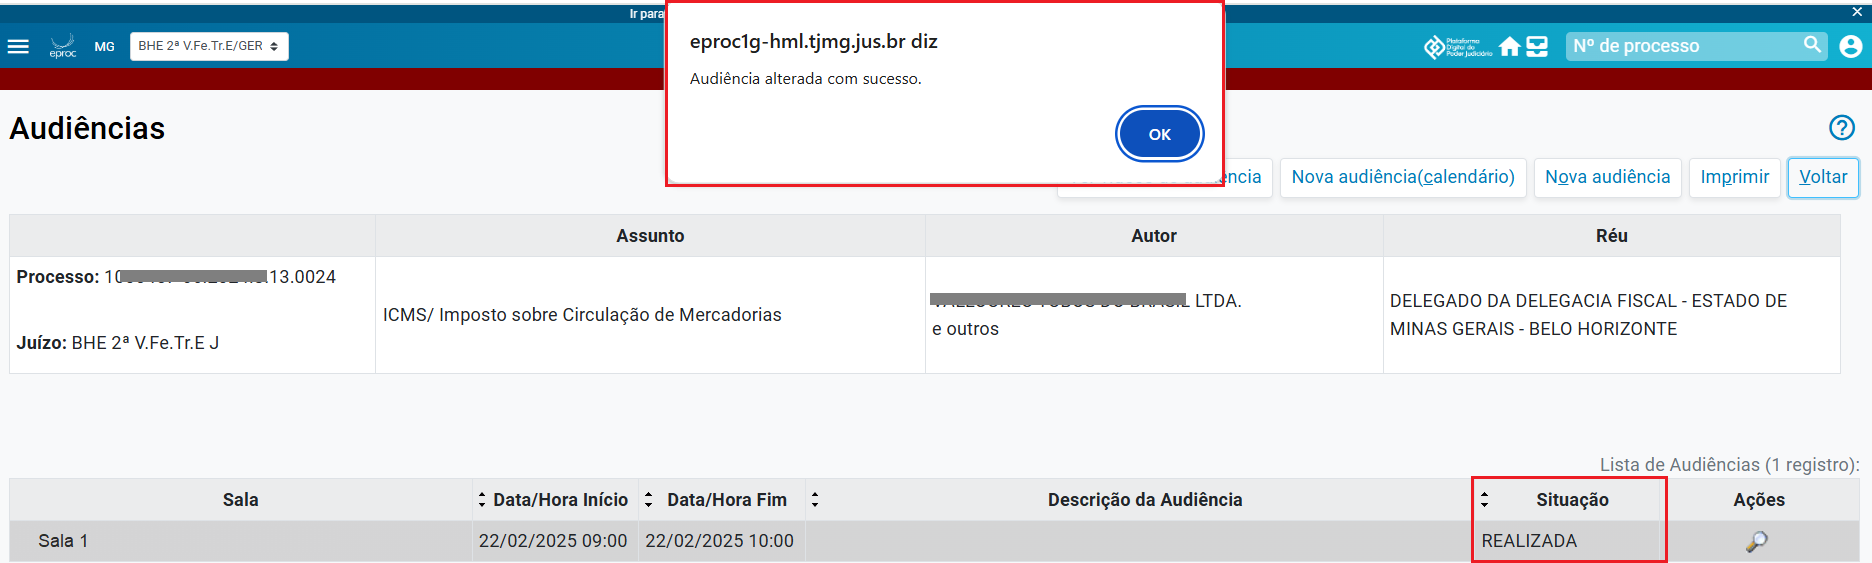 Ir para
eproc
MG
BHE 2ª V.Fe.Tr.E/GER
eproc1g-hml.tjmg.jus.br diz
Audiência alterada com sucesso.
OK
Plataforma
Digital do
Poder Judiciário
Nº de processo
Audiências
Nova audiência(calendário)
Nova audiência
Imprimir
Voltar
Assunto
Autor
Réu
Processo: 10 .13.0024
Juízo: BHE 2ª V.Fe.Tr.E J
ICMS/ Imposto sobre Circulação de Mercadorias
LTDA.
e outros
DELEGADO DA DELEGACIA FISCAL - ESTADO DE
MINAS GERAIS - BELO HORIZONTE
Lista de Audiências (1 registro):
Sala
Data/Hora Início
Data/Hora Fim
Descrição da Audiência
Situação
Ações
Sala 1
22/02/2025 09:00
22/02/2025 10:00
REALIZADA